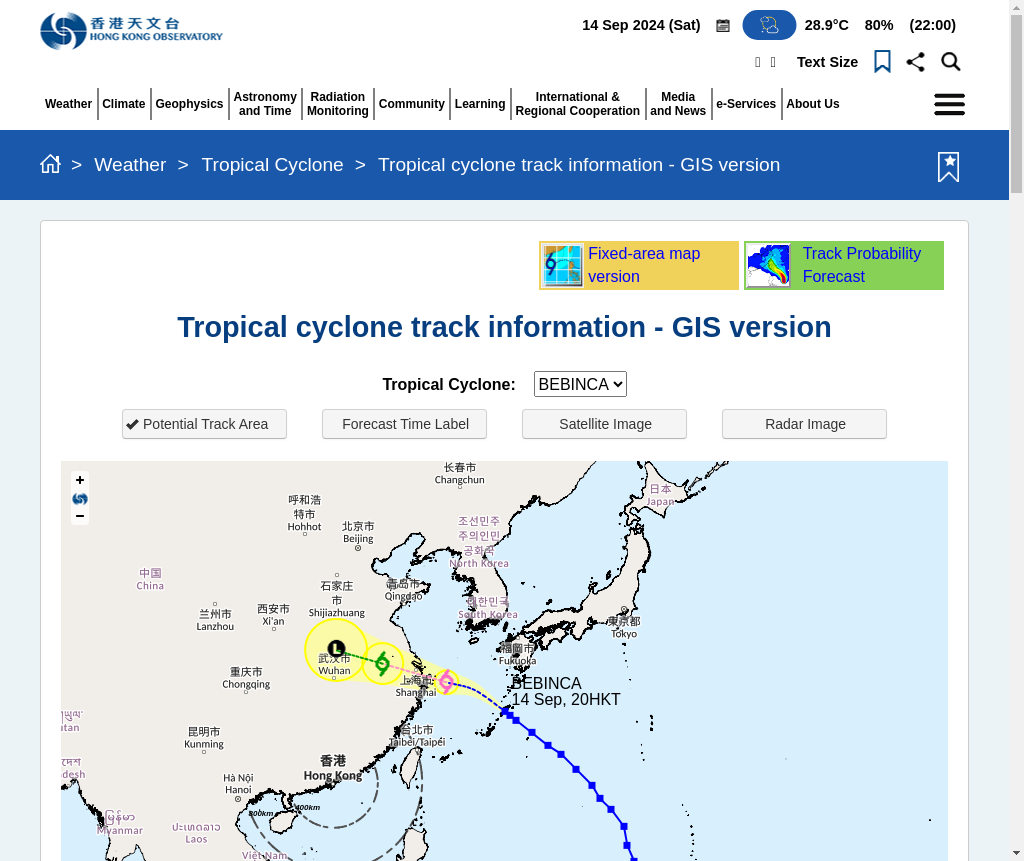 香港天文台
HONG KONG OBSERVATORY
14 Sep 2024 (Sat) 28.9°C 80% (22:00)
Text Size
Weather
Climate
Geophysics
Astronomy
and Time
Radiation
Monitoring
Community
Learning
International &
Regional Cooperation
Media
and News
e-Services
About Us
> Weather > Tropical Cyclone > Tropical cyclone track information - GIS version
Fixed-area map
version
Track Probability
Forecast
Tropical cyclone track information - GIS version
Tropical Cyclone: BEBINCA
Potential Track Area
Forecast Time Label
Satellite Image
Radar Image
+
−
长春市
Changchun
日本
Japan
呼和浩
特市
Hohhot
北京市
Beijing
조선민주
주의인민
공화국
North Korea
中国
China
石家庄
市
Shijiazhuang
青岛市
Qingdao
대한민국
South Korea
兰州市
Lanzhou
西安市
Xi'an
東京都
Tokyo
福岡市
Fukuoka
L
武汉市
Wuhan
重庆市
Chongqing
上海市
Shanghai
BEBINCA
14 Sep, 20HKT
昆明市
Kunming
台北市
Taibei/Taipei
香港
Hong Kong
Hà Nội
Hanoi
400km
800km
Myanmar
ປະເທດລາວ
Laos
Việt Nam